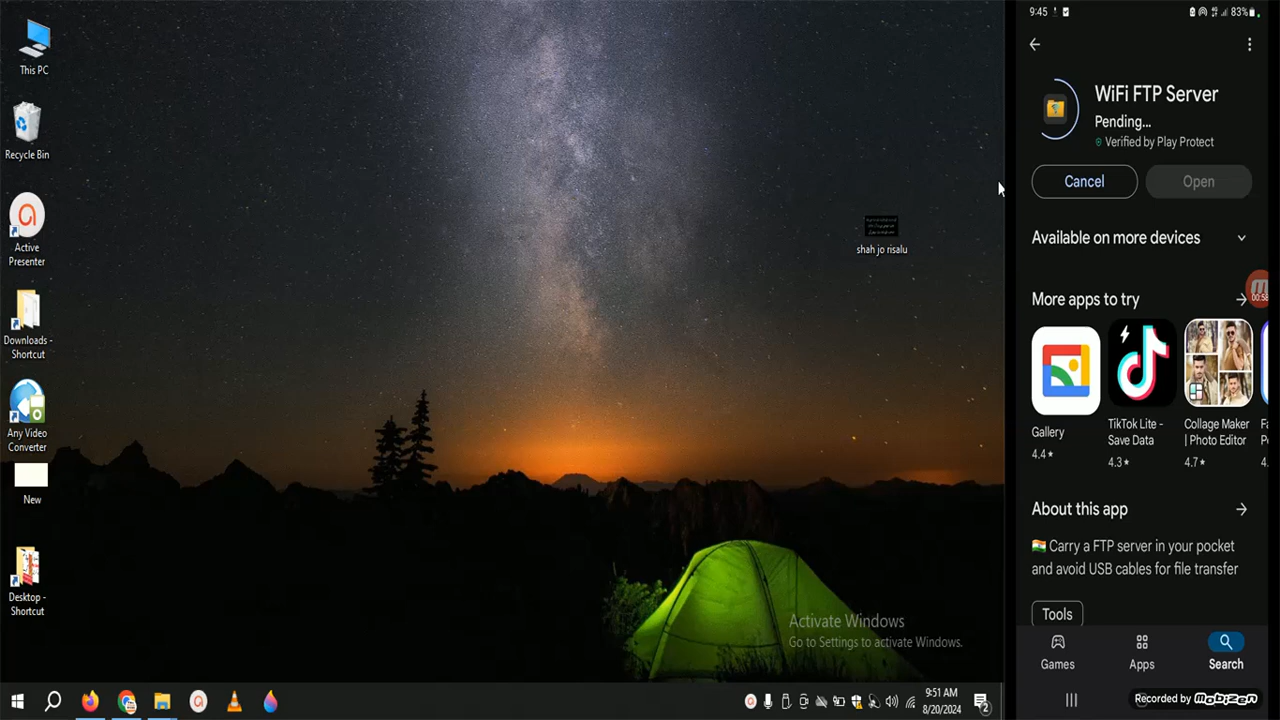 This PC
Recycle Bin
Active
Presenter
Downloads -
Shortcut
Any Video
Converter
New
Desktop -
Shortcut
shah jo risalu
Activate Windows
Go to Settings to activate Windows.
9:51 AM
8/20/2024
2
9:45
83%
WiFi FTP Server
Pending...
Verified by Play Protect
Cancel
Open
Available on more devices
00:58
More apps to try
Gallery
4.4★
TikTok Lite -
Save Data
4.3★
Collage Maker
| Photo Editor
4.7★
4.
About this app
🇮🇳 Carry a FTP server in your pocket
and avoid USB cables for file transfer
Tools
Games
Apps
Search
Recorded by MOBIZEN